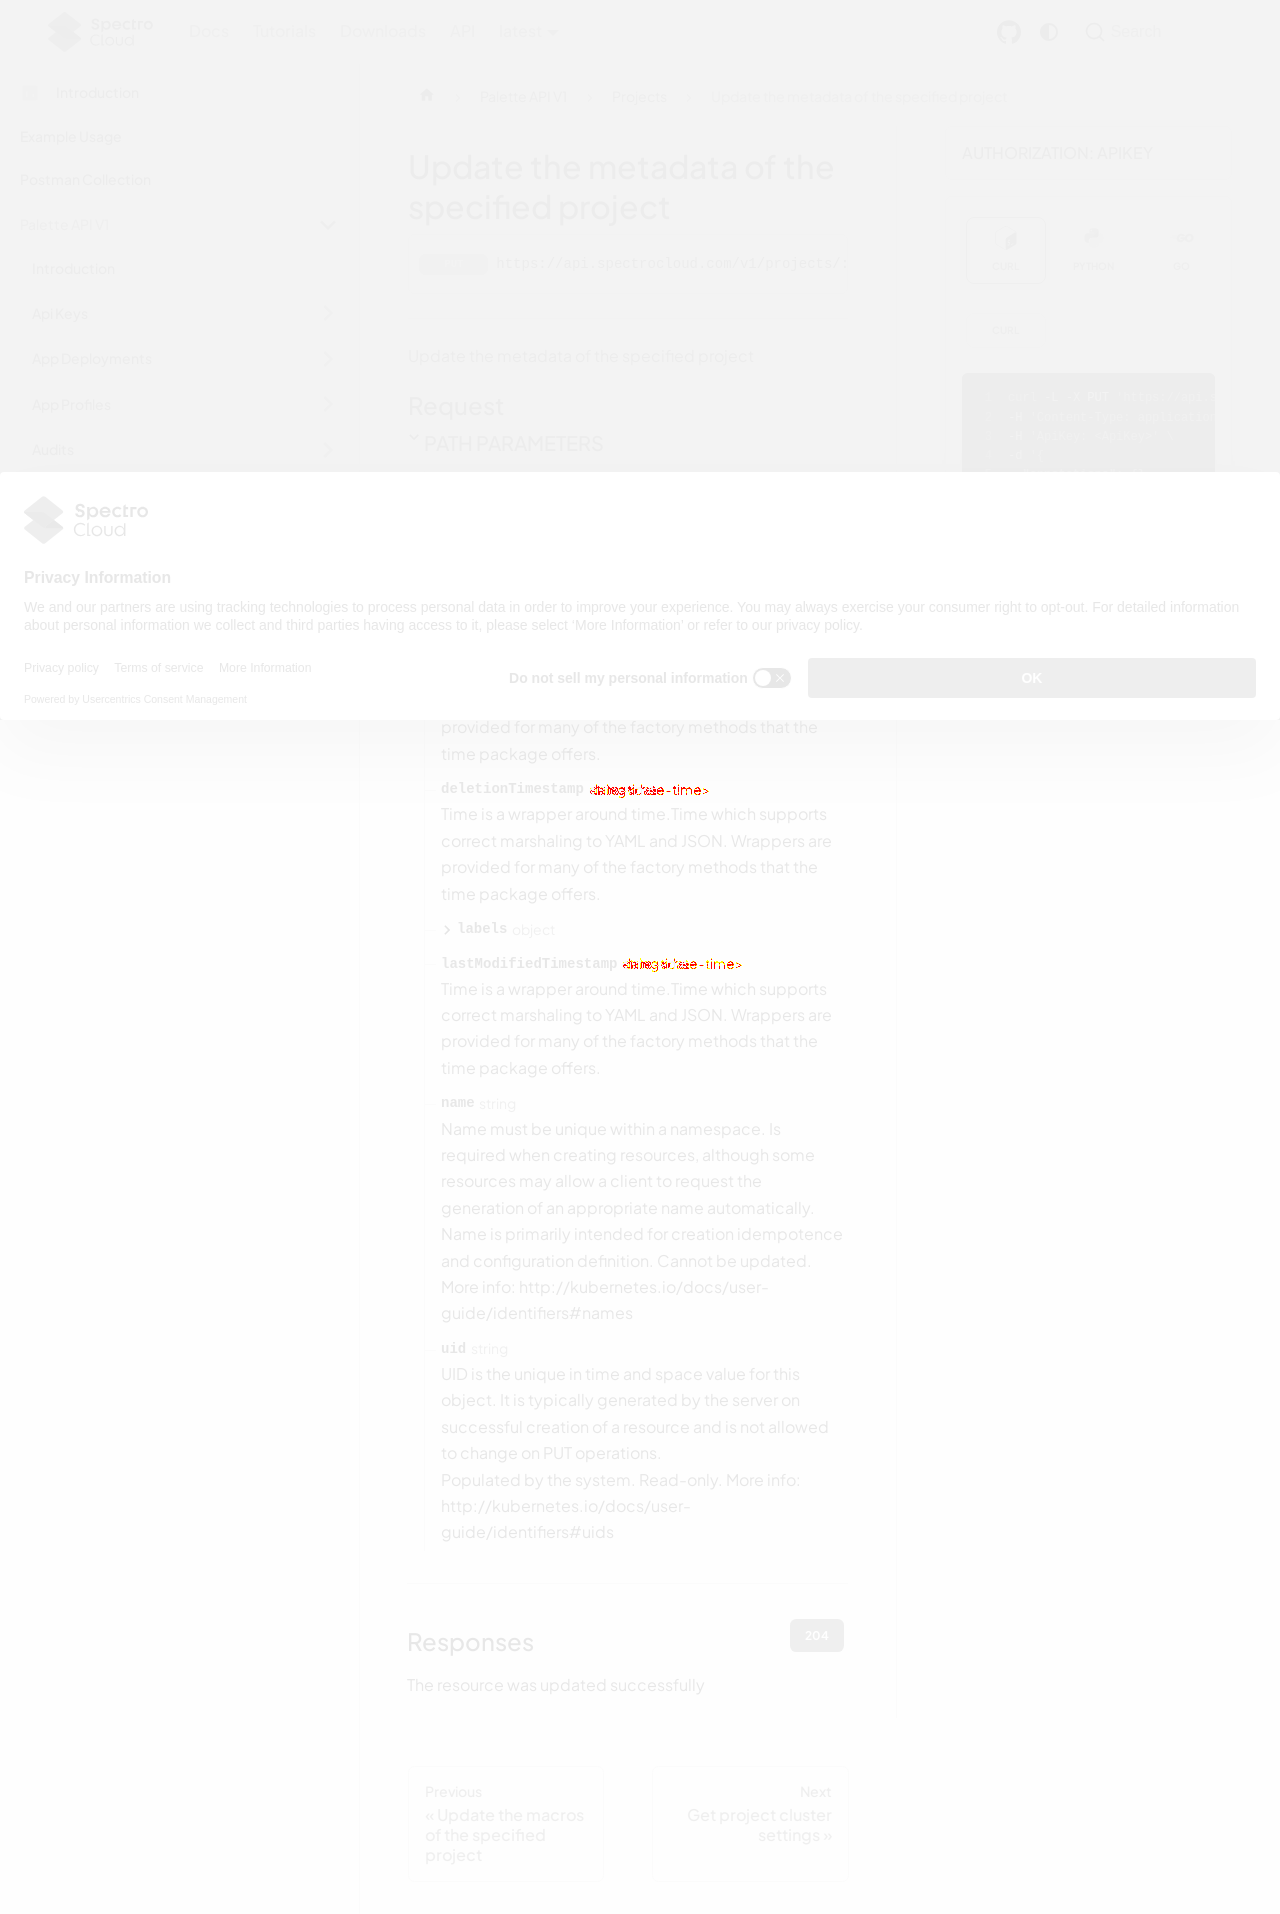 Spectro
Cloud
Docs Tutorials Downloads API latest
Search
Introduction
Example Usage
Postman Collection
Palette API V1
Introduction
Api Keys
App Deployments
App Profiles
Audits
Palette API V1 Projects Update the metadata of the specified project
Update the metadata of the
specified project
https://api.spectrocloud.com/v1/projects/
Update the metadata of the specified project
Request
PATH PARAMETERS
AUTHORIZATION: APIKEY
CURL PYTHON GO
CURL
PUT
Spectro
Cloud
Privacy Information
We and our partners are using tracking technologies to process personal data in order to improve your experience. You may always exercise your consumer right to opt-out. For detailed information
about personal information we collect and third parties having access to it, please select ‘More Information’ or refer to our privacy policy.
Privacy policy Terms of service More Information
Powered by Usercentrics Consent Management
Do not sell my personal information
OK
provided for many of the factory methods that the
time package offers.
deletionTimestamp
Time is a wrapper around time.Time which supports
correct marshaling to YAML and JSON. Wrappers are
provided for many of the factory methods that the
time package offers.
labels object
lastModifiedTimestamp
Time is a wrapper around time.Time which supports
correct marshaling to YAML and JSON. Wrappers are
provided for many of the factory methods that the
time package offers.
name string
Name must be unique within a namespace. Is
required when creating resources, although some
resources may allow a client to request the
generation of an appropriate name automatically.
Name is primarily intended for creation idempotence
and configuration definition. Cannot be updated.
More info: http://kubernetes.io/docs/user-
guide/identifiers#names
uid string
UID is the unique in time and space value for this
object. It is typically generated by the server on
successful creation of a resource and is not allowed
to change on PUT operations.
Populated by the system. Read-only. More info:
http://kubernetes.io/docs/user-
guide/identifiers#uids
Responses
204
The resource was updated successfully
Previous
« Update the macros
of the specified
project
Next
Get project cluster
settings »